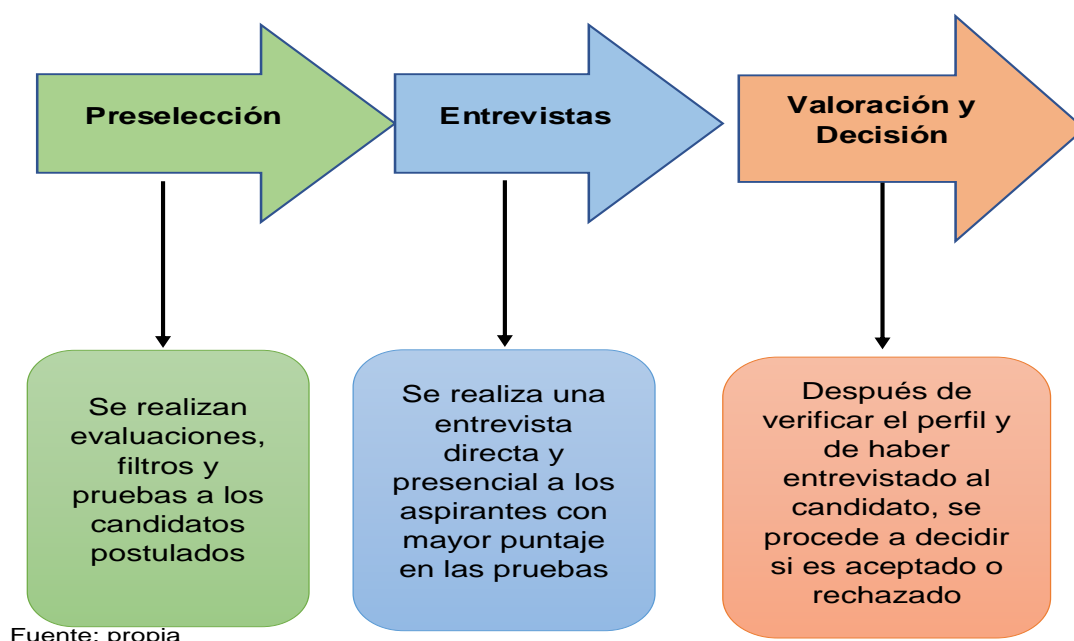 Preselección
Entrevistas
Valoración y
Decisión
Se realizan
evaluaciones,
filtros y
pruebas a los
candidatos
postulados
Se realiza una
entrevista
directa y
presencial a los
aspirantes con
mayor puntaje
en las pruebas
Después de
verificar el perfil y
de haber
entrevistado al
candidato, se
procede a decidir
si es aceptado o
rechazado
Fuente: propia